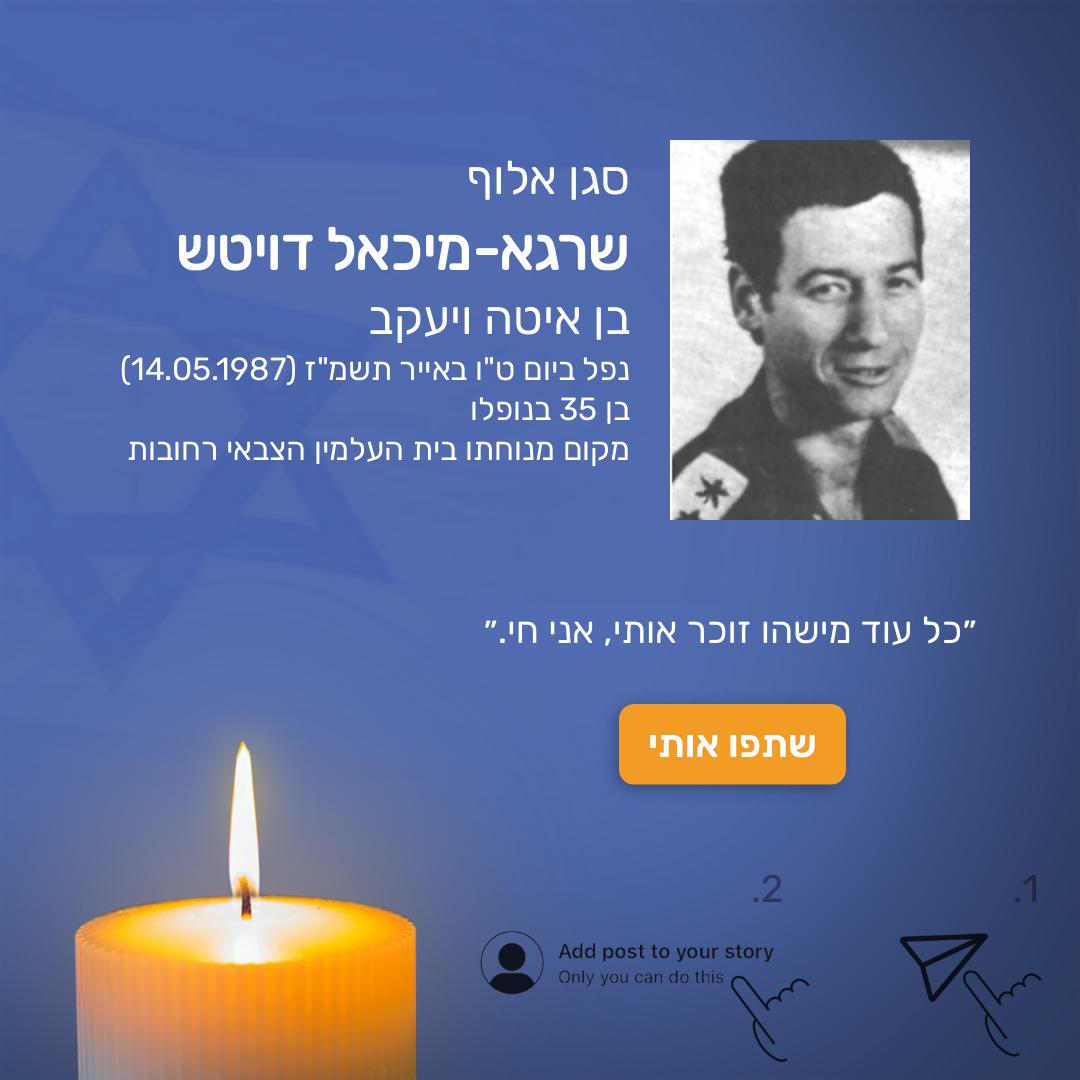 סגן אלוף
שרגא-מיכאל דויטש
בן איטה ויעקב
נפל ביום ט"ו באייר תשמ"ז (14.05.1987)
בן 35 בנופלו
מקום מנוחתו בית העלמין הצבאי רחובות
״כל עוד מישהו זוכר אותי, אני חי.״
שתפו אותי
1.
2.
Add post to your story
Only you can do this